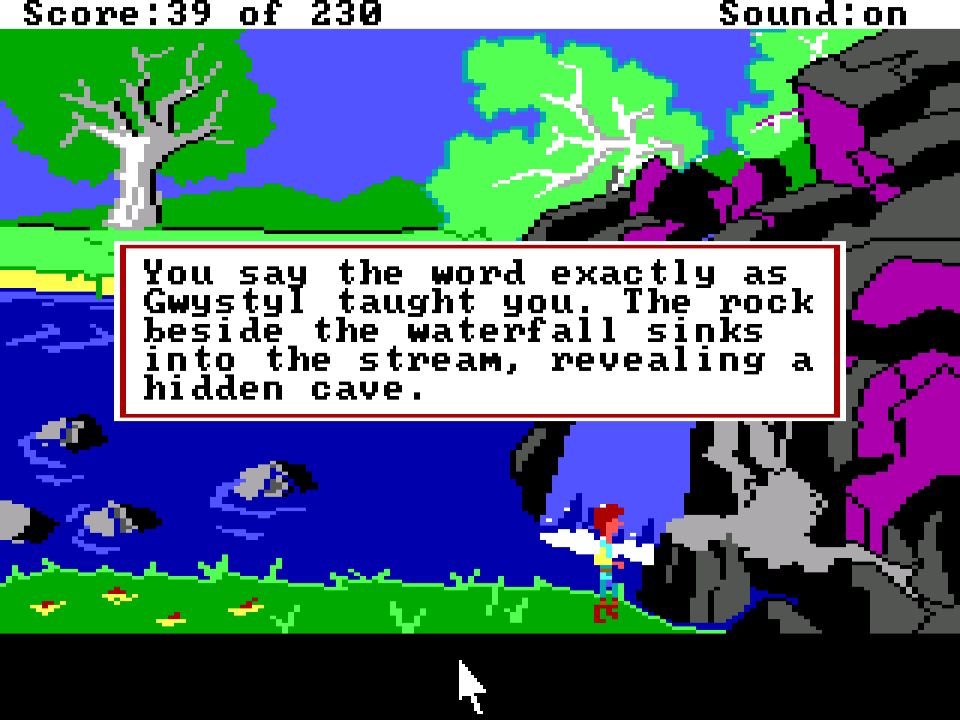 Score:39 of 230 Sound:on
You say the word exactly as
Gwystyl taught you. The rock
beside the waterfall sinks
into the stream, revealing a
hidden cave.